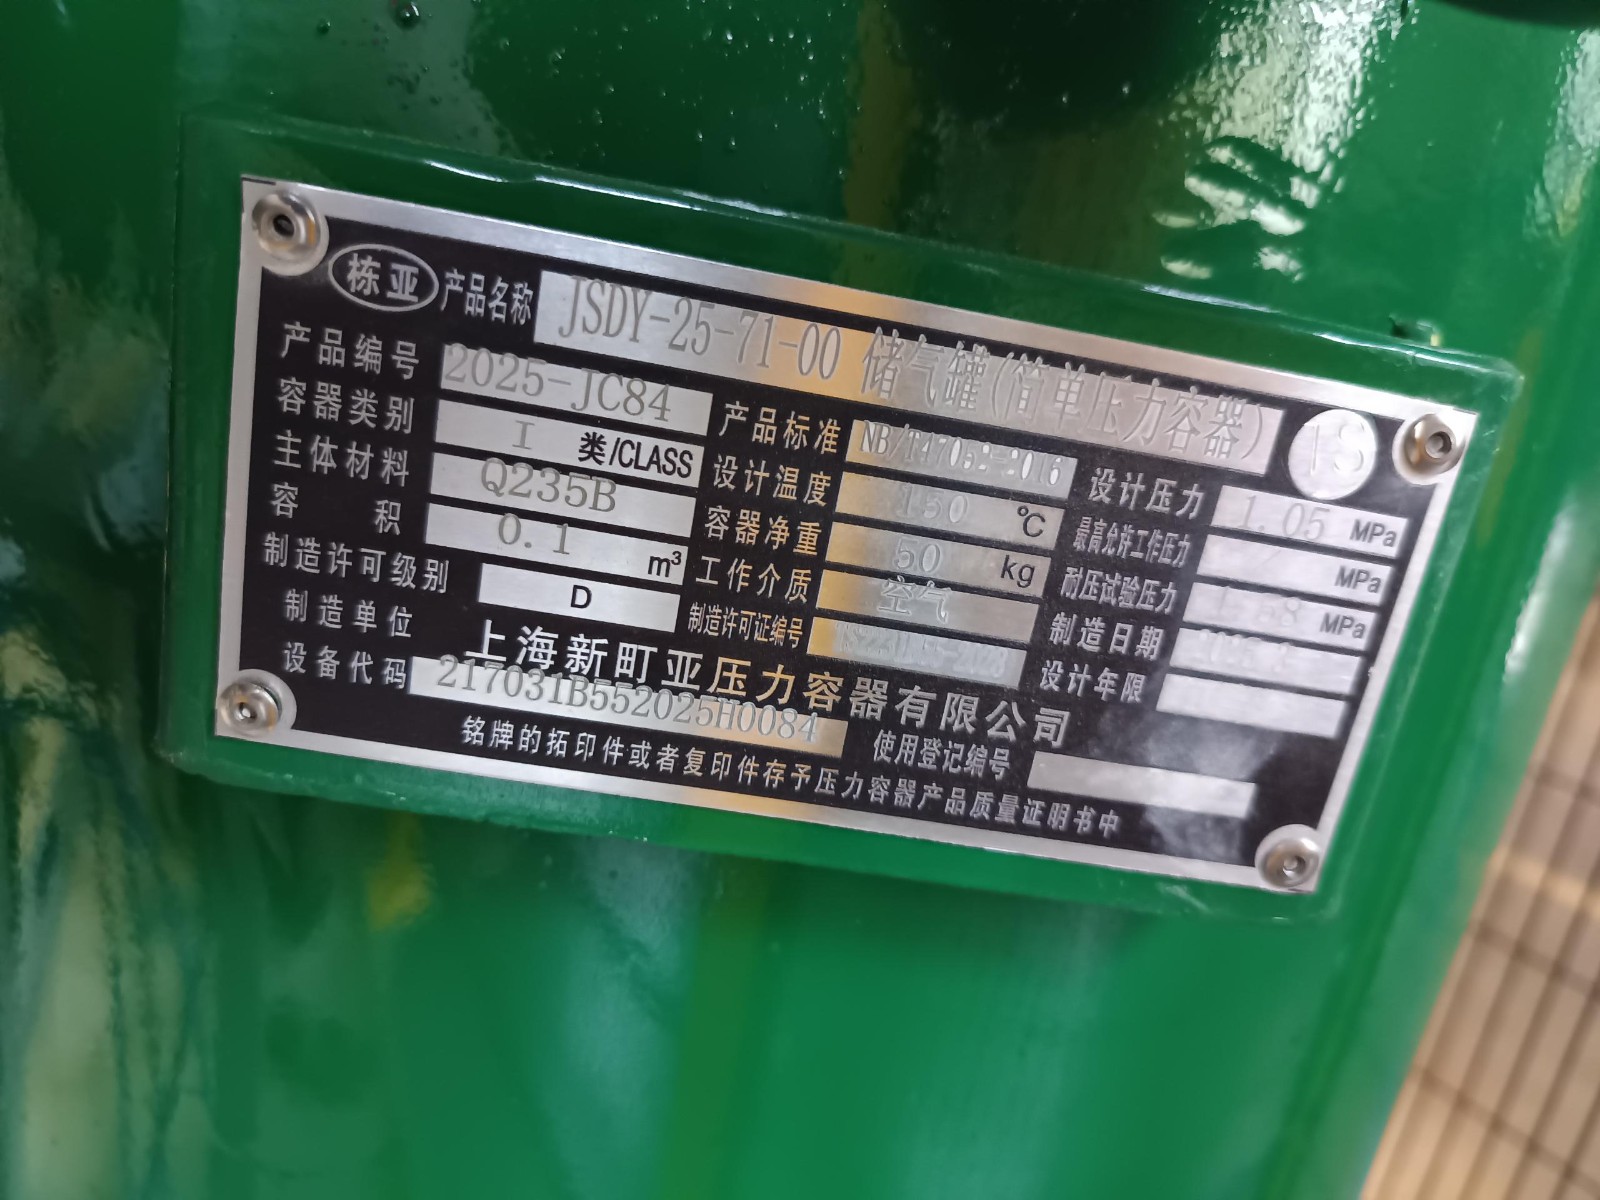 栋亚 产品名称 JSDY-25-71-00 储气罐(简单压力容器)
产品编号 2025-JC84 产品标准 NB/T47052-2016 设计压力 1.05 MPa
容器类别 I 类/CLASS 设计温度 150 ℃ 最高允许工作压力 / MPa
主体材料 Q235B 容器净重 50 kg 耐压试验压力 1.58 MPa
容积 0.1 m³ 工作介质 空气 制造日期
制造许可级别 D 制造许可证编号 设计年限
制造单位 上海新町亚压力容器有限公司
设备代码 217031B552025H0084 使用登记编号
铭牌的拓印件或者复印件存予压力容器产品质量证明书中